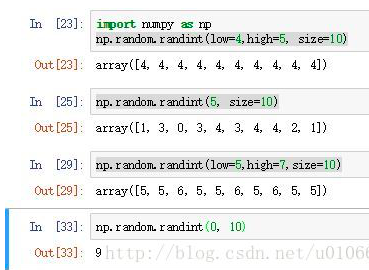 In [23]: import numpy as np
np.random.randint(low=4,high=5, size=10)
Out[23]: array([4, 4, 4, 4, 4, 4, 4, 4, 4, 4])
In [25]: np.random.randint(5, size=10)
Out[25]: array([1, 3, 0, 3, 4, 3, 4, 4, 2, 1])
In [29]: np.random.randint(low=5,high=7,size=10)
Out[29]: array([5, 5, 6, 5, 5, 6, 5, 6, 5, 5])
In [33]: np.random.randint(0, 10)
Out[33]: 9
http://blog.csdn.net/u01066